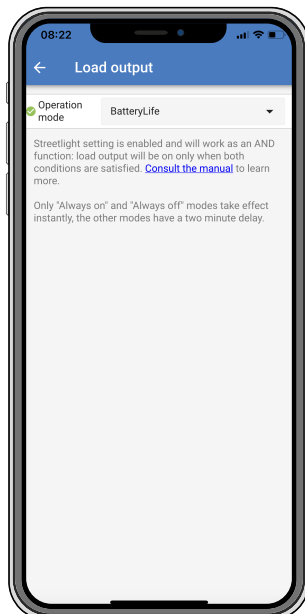 08:22
Load output
Operation
mode
BatteryLife
Streetlight setting is enabled and will work as an AND
function: load output will be on only when both
conditions are satisfied. Consult the manual to learn
more.
Only "Always on" and "Always off" modes take effect
instantly, the other modes have a two minute delay.